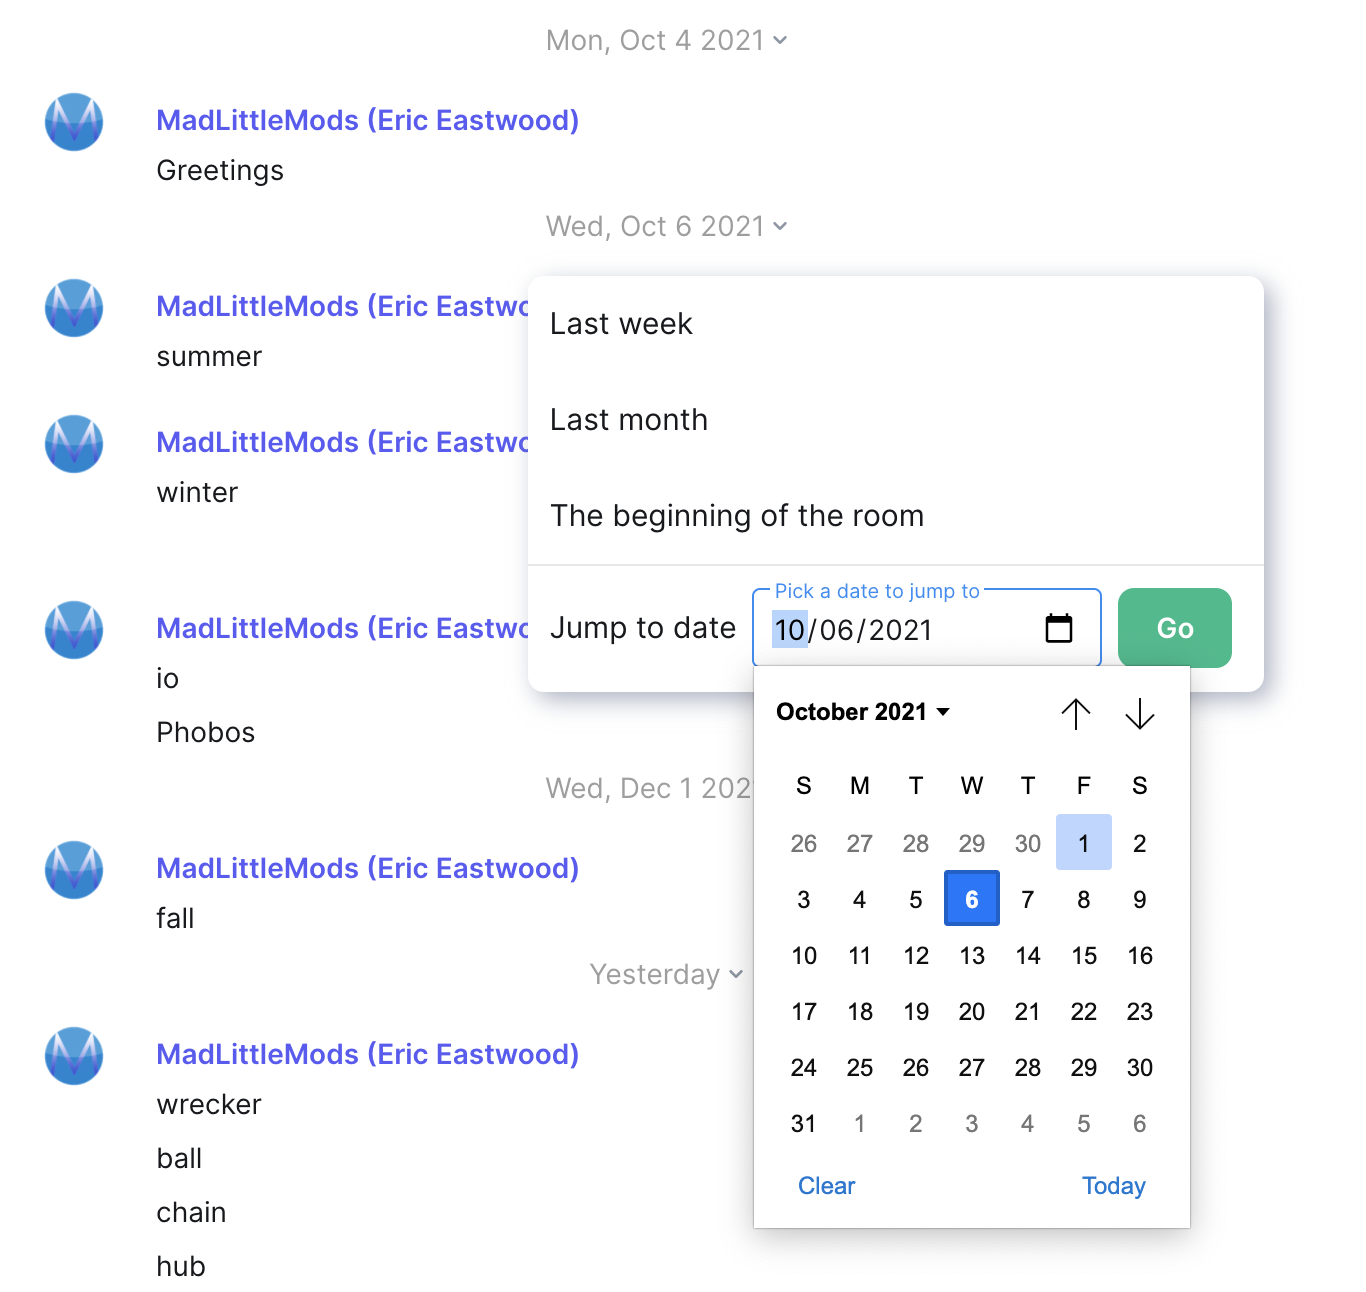 Mon, Oct 4 2021
MadLittleMods (Eric Eastwood)
Greetings
Wed, Oct 6 2021
MadLittleMods (Eric Eastwo
summer
MadLittleMods (Eric Eastwo
winter
MadLittleMods (Eric Eastwo
io
Phobos
Last week
Last month
The beginning of the room
Pick a date to jump to
Jump to date 10/06/2021 Go
October 2021
S M T W T F S
26 27 28 29 30 1 2
3 4 5 6 7 8 9
10 11 12 13 14 15 16
17 18 19 20 21 22 23
24 25 26 27 28 29 30
31 1 2 3 4 5 6
Clear Today
Wed, Dec 1 202
MadLittleMods (Eric Eastwood)
fall
Yesterday
MadLittleMods (Eric Eastwood)
wrecker
ball
chain
hub